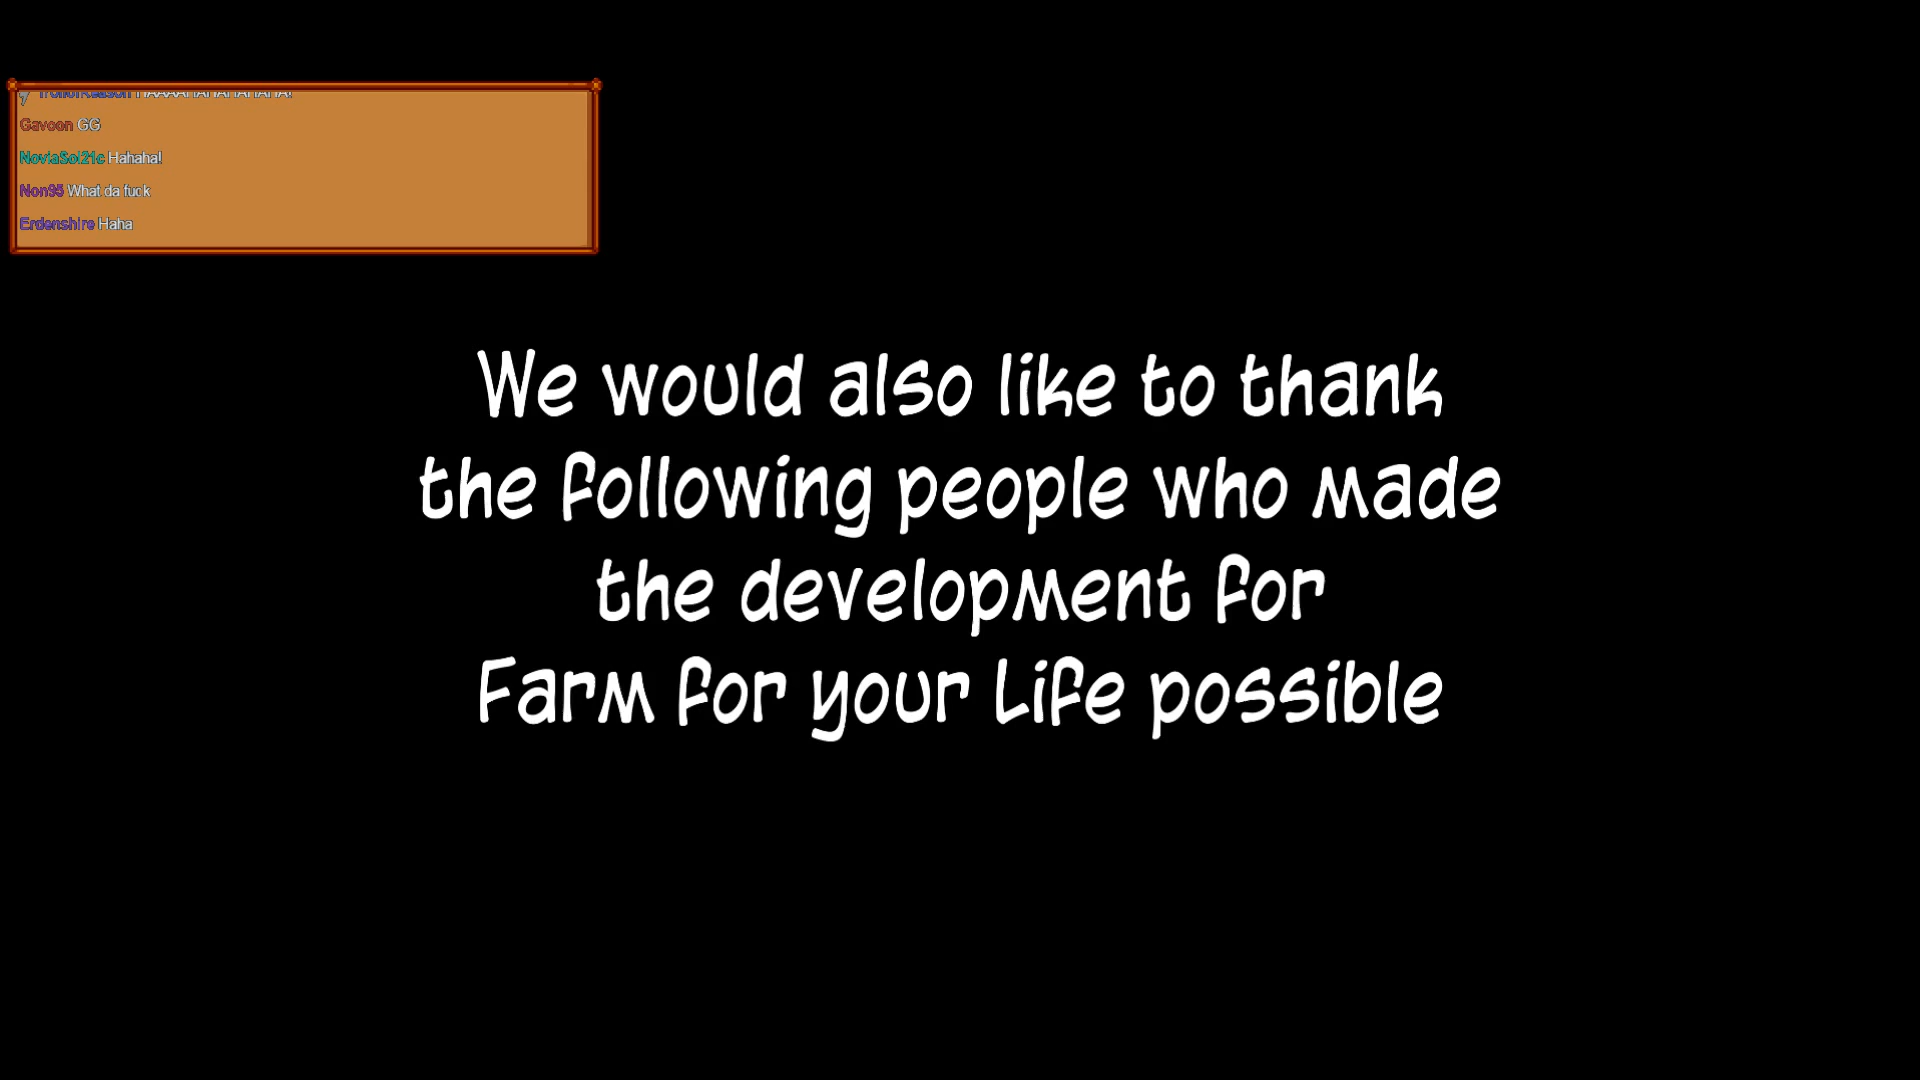 Gavoon GG
NoviaSol21c Hahaha!
Non95 What da fuck
Erdenshire Haha
We would also like to thank
the following people who made
the development for
Farm for your Life possible